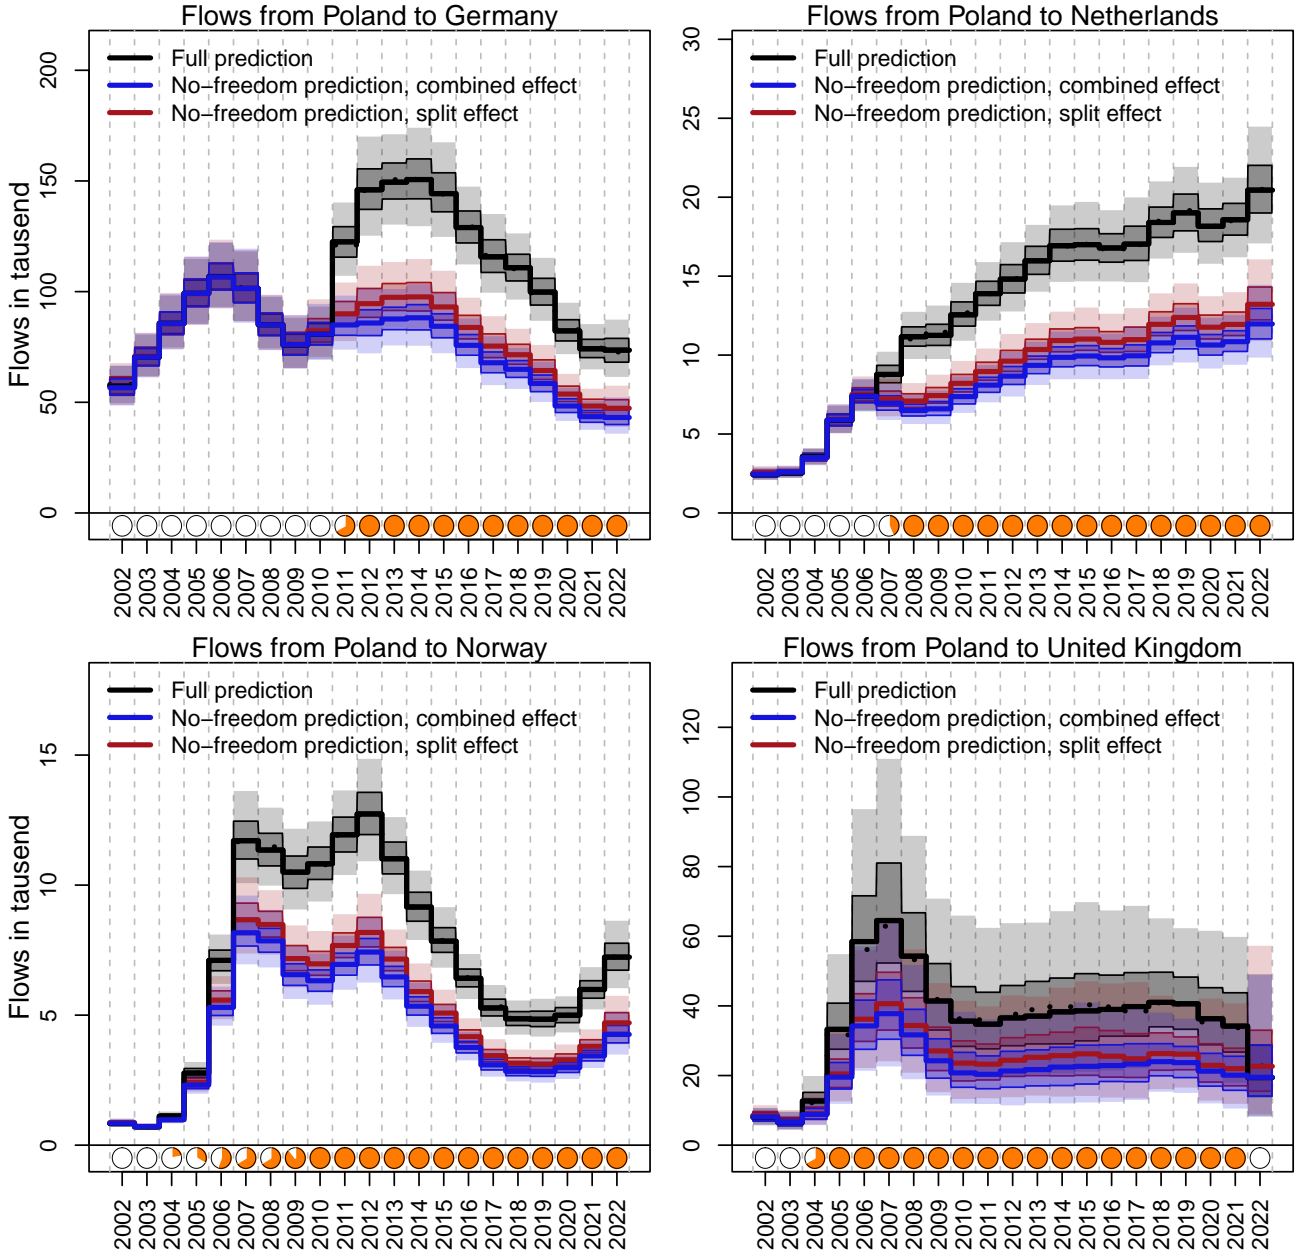 Flows from Poland to Germany
Flows in tausend
0 50 100 150 200
Full prediction
No−freedom prediction, combined effect
No−freedom prediction, split effect
2002 2003 2004 2005 2006 2007 2008 2009 2010 2011 2012 2013 2014 2015 2016 2017 2018 2019 2020 2021 2022
Flows from Poland to Netherlands
0 5 10 15 20 25 30
Full prediction
No−freedom prediction, combined effect
No−freedom prediction, split effect
2002 2003 2004 2005 2006 2007 2008 2009 2010 2011 2012 2013 2014 2015 2016 2017 2018 2019 2020 2021 2022
Flows from Poland to Norway
Flows in tausend
0 5 10 15
Full prediction
No−freedom prediction, combined effect
No−freedom prediction, split effect
2002 2003 2004 2005 2006 2007 2008 2009 2010 2011 2012 2013 2014 2015 2016 2017 2018 2019 2020 2021 2022
Flows from Poland to United Kingdom
0 20 40 60 80 100 120
Full prediction
No−freedom prediction, combined effect
No−freedom prediction, split effect
2002 2003 2004 2005 2006 2007 2008 2009 2010 2011 2012 2013 2014 2015 2016 2017 2018 2019 2020 2021 2022